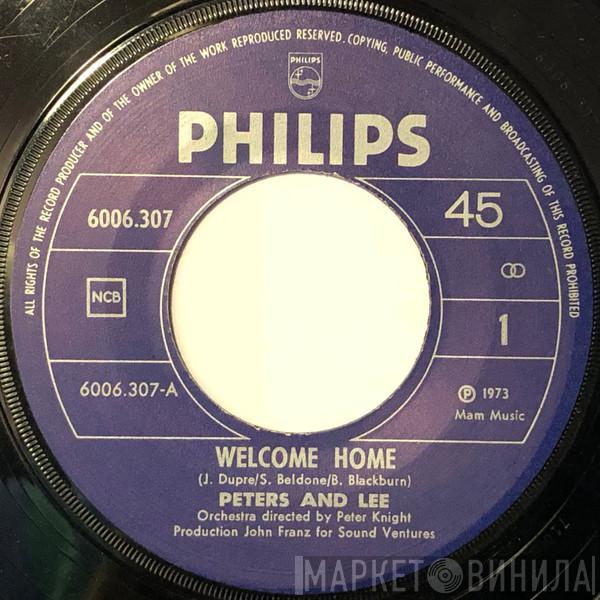 ALL RIGHTS OF THE RECORD PRODUCER AND OF THE OWNER OF THE WORK REPRODUCED RESERVED. COPYING, PUBLIC PERFORMANCE AND BROADCASTING OF THIS RECORD PROHIBITED
PHILIPS
PHILIPS
6006.307
45
NCB
1
6006.307-A
℗ 1973
Mam Music
WELCOME HOME
(J. Dupre/S. Beldone/B. Blackburn)
PETERS AND LEE
Orchestra directed by Peter Knight
Production John Franz for Sound Ventures
МАРКЕТ ВИНИЛА